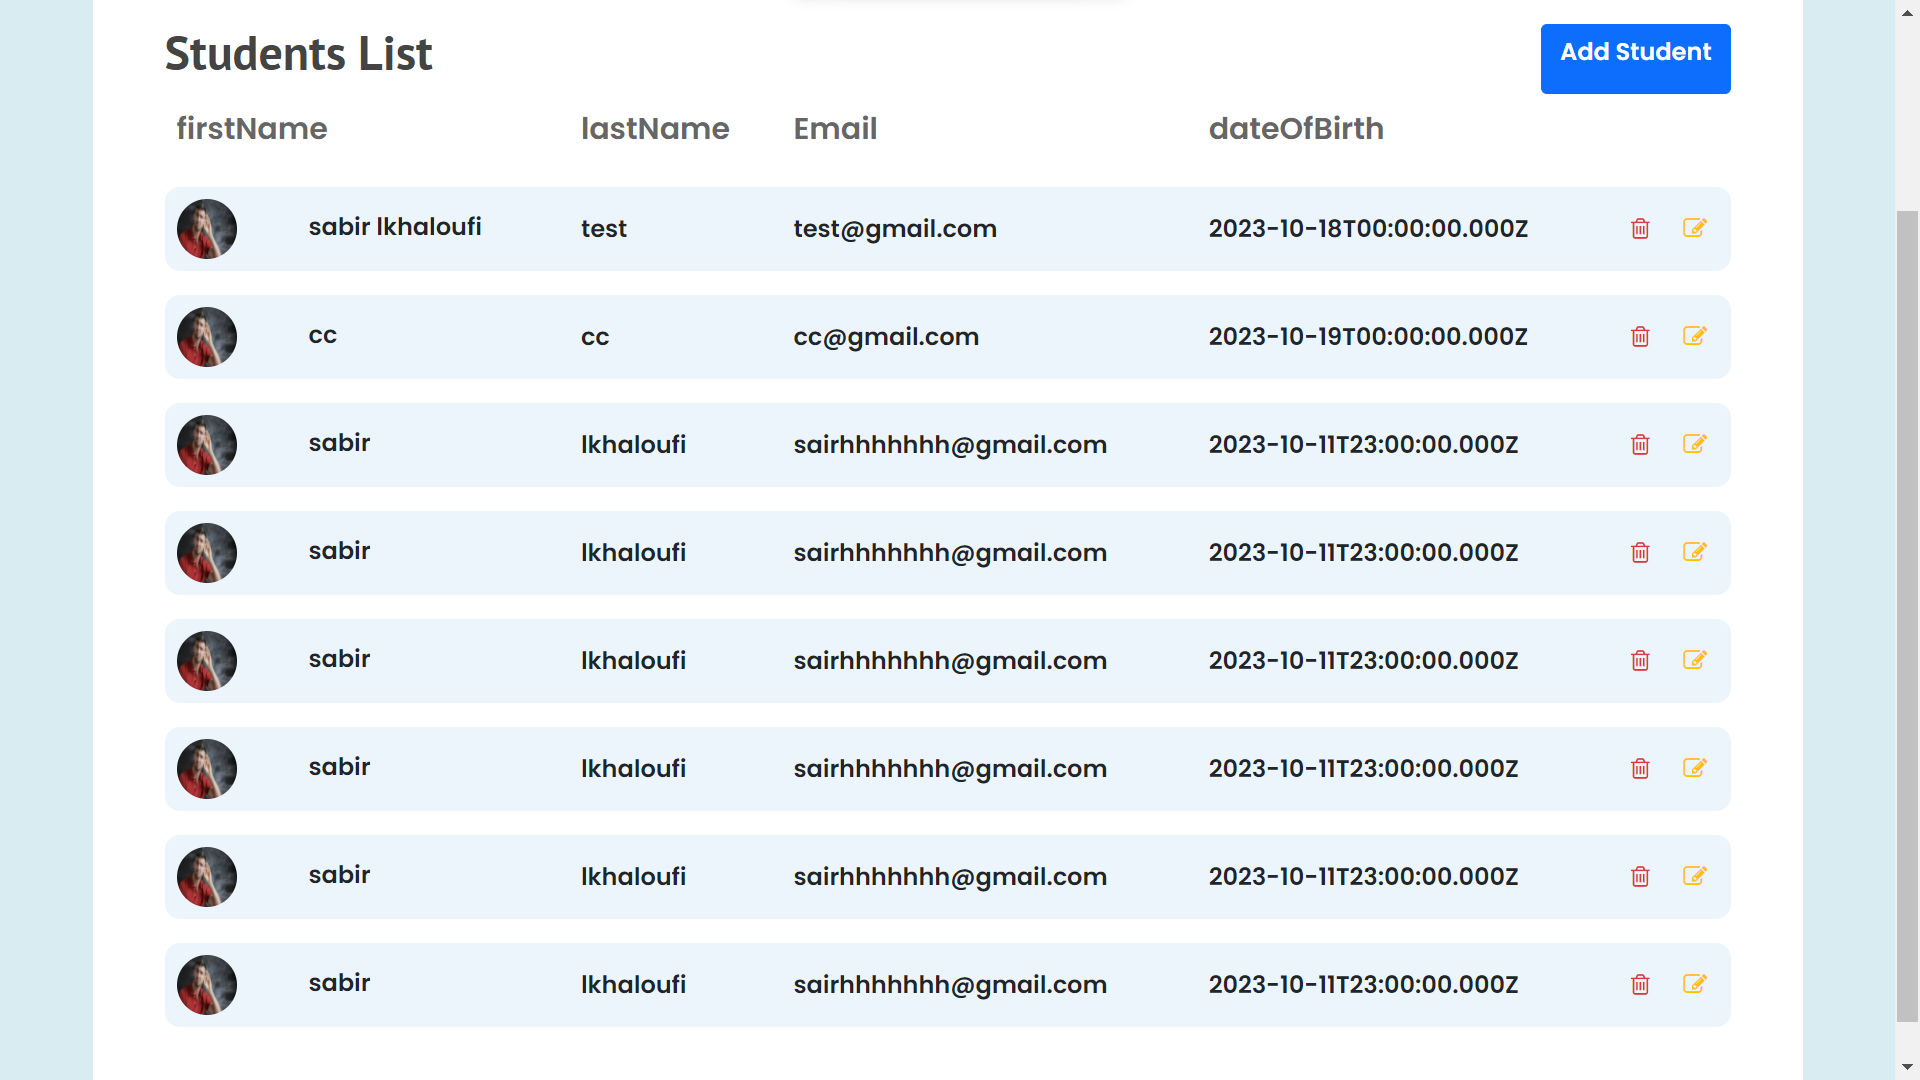 Students List
Add Student
firstName lastName Email dateOfBirth
sabir lkhaloufi test test@gmail.com 2023-10-18T00:00:00.000Z
cc cc cc@gmail.com 2023-10-19T00:00:00.000Z
sabir lkhaloufi sairhhhhhhh@gmail.com 2023-10-11T23:00:00.000Z
sabir lkhaloufi sairhhhhhhh@gmail.com 2023-10-11T23:00:00.000Z
sabir lkhaloufi sairhhhhhhh@gmail.com 2023-10-11T23:00:00.000Z
sabir lkhaloufi sairhhhhhhh@gmail.com 2023-10-11T23:00:00.000Z
sabir lkhaloufi sairhhhhhhh@gmail.com 2023-10-11T23:00:00.000Z
sabir lkhaloufi sairhhhhhhh@gmail.com 2023-10-11T23:00:00.000Z